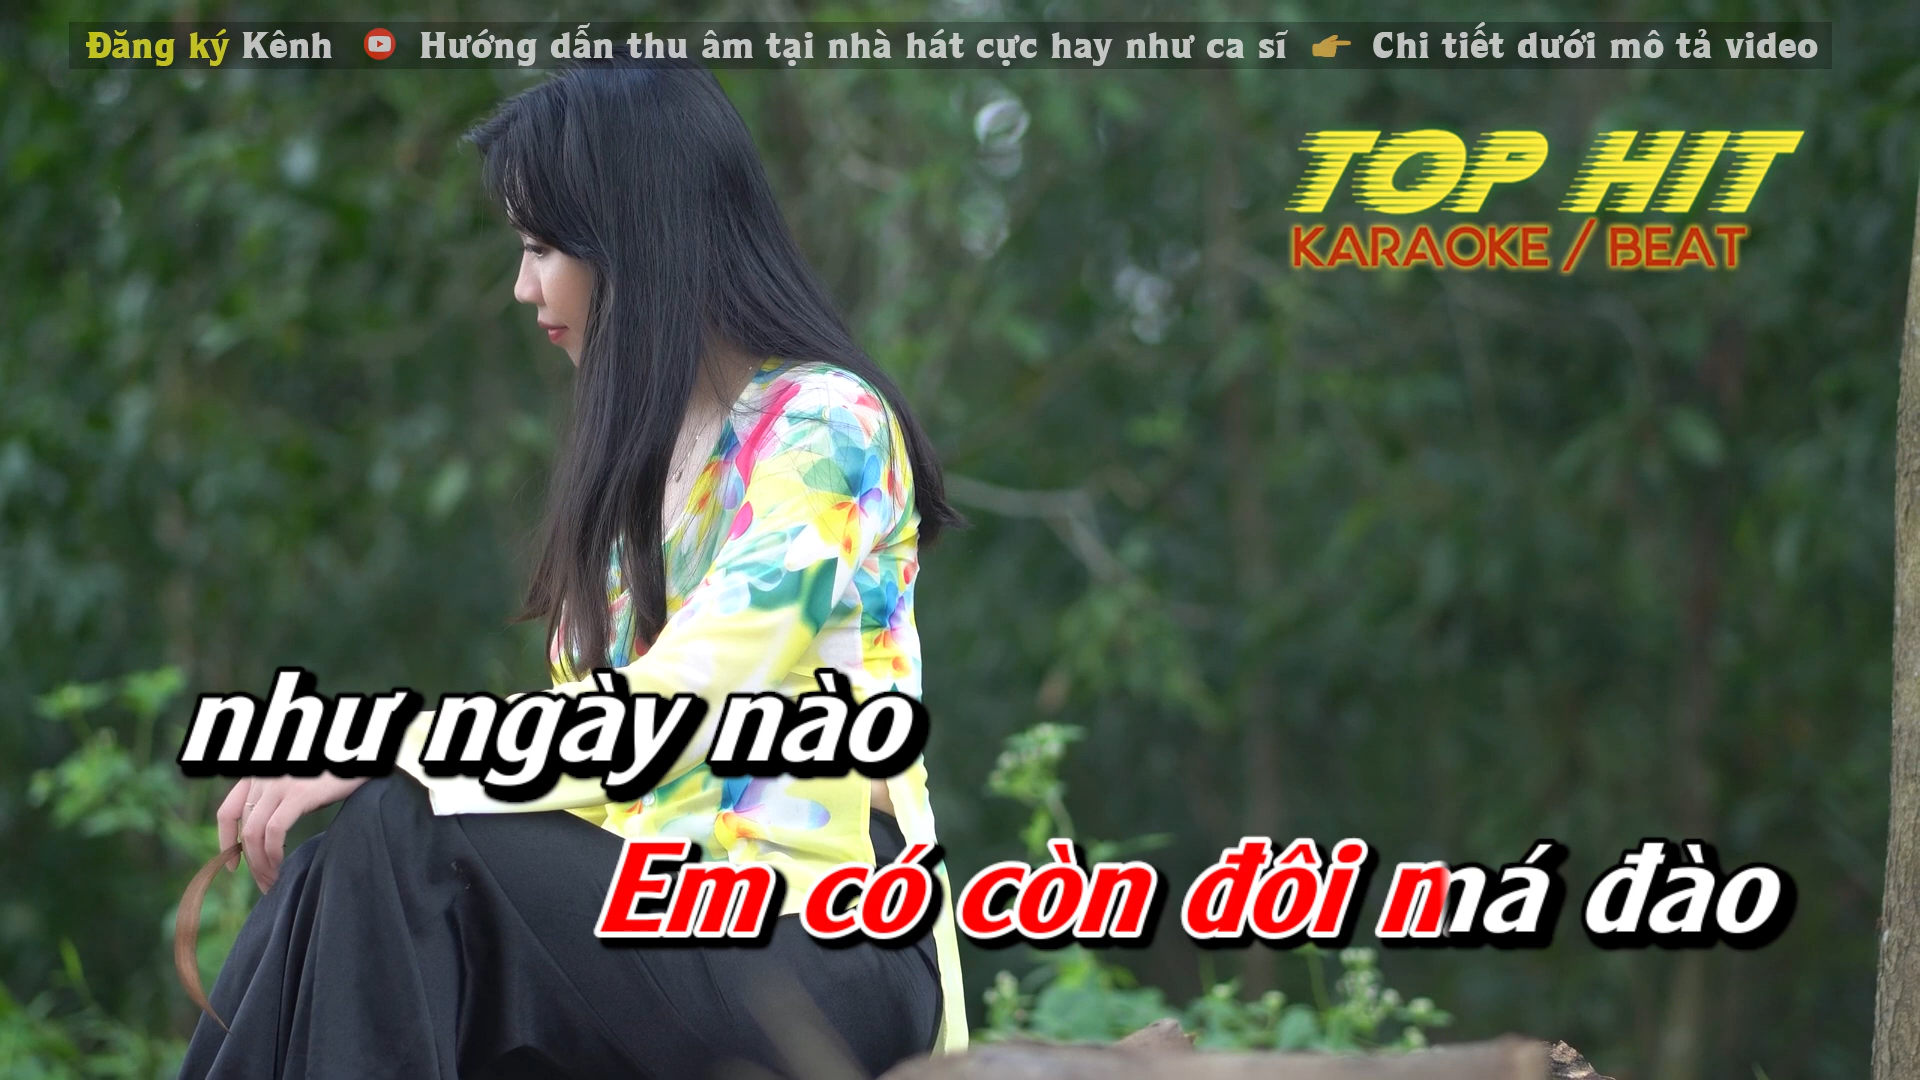 Đăng ký Kênh Hướng dẫn thu âm tại nhà hát cực hay như ca sĩ Chi tiết dưới mô tả video
TOP HIT
KARAOKE / BEAT
như ngày nào
Em có còn đôi má đào